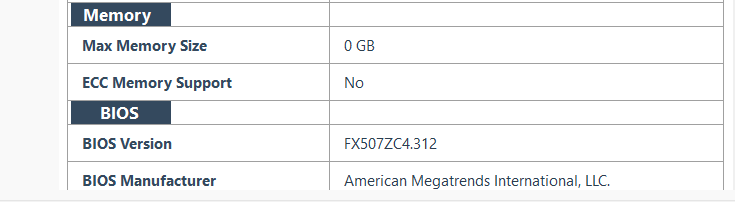 Memory
Max Memory Size 0 GB
ECC Memory Support No
BIOS
BIOS Version FX507ZC4.312
BIOS Manufacturer American Megatrends International, LLC.